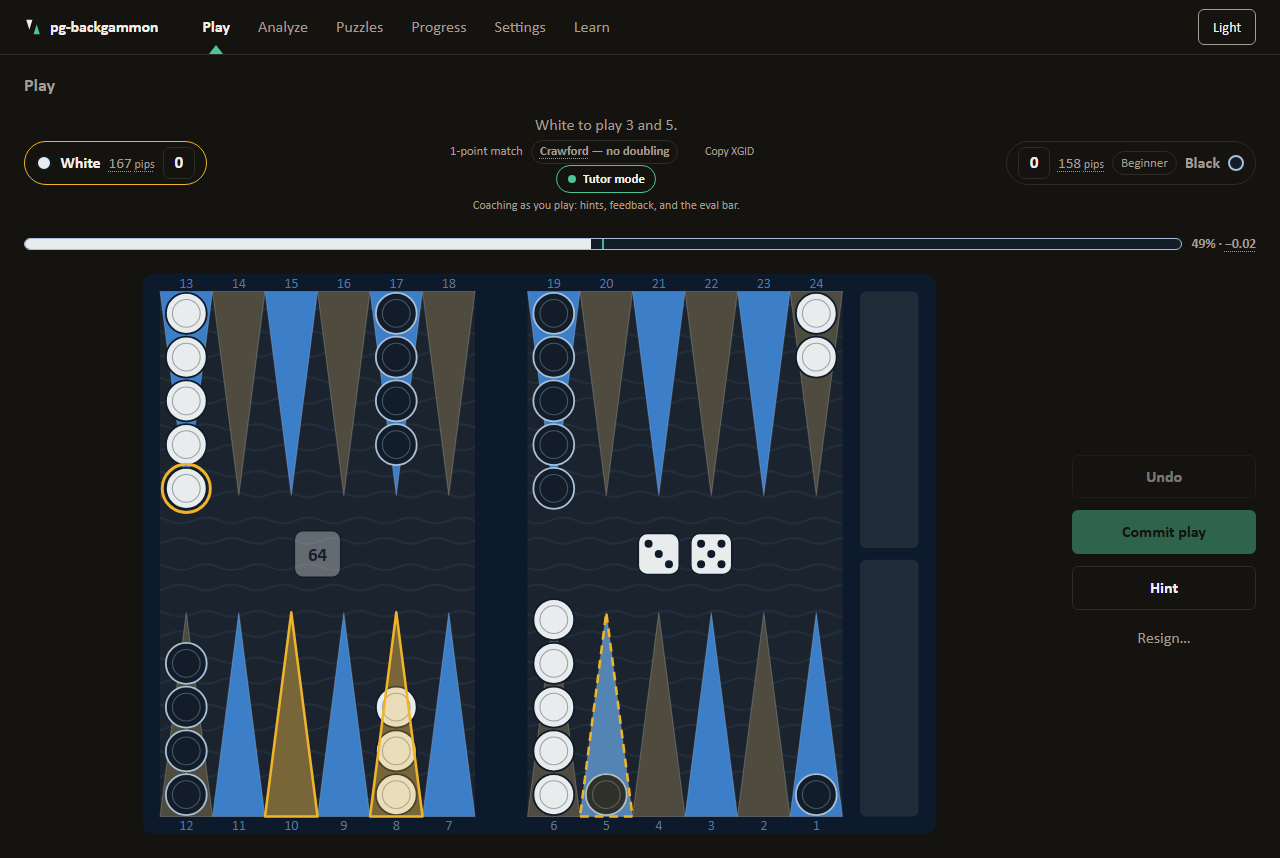 pg-backgammon Play Analyze Puzzles Progress Settings Learn Light
Play
White to play 3 and 5.
White 167 pips 0
1-point match Crawford — no doubling Copy XGID
Tutor mode
Coaching as you play: hints, feedback, and the eval bar.
0 158 pips Beginner Black
49% · −0.02
13 14 15 16 17 18 19 20 21 22 23 24
64
12 11 10 9 8 7 6 5 4 3 2 1
Undo
Commit play
Hint
Resign...